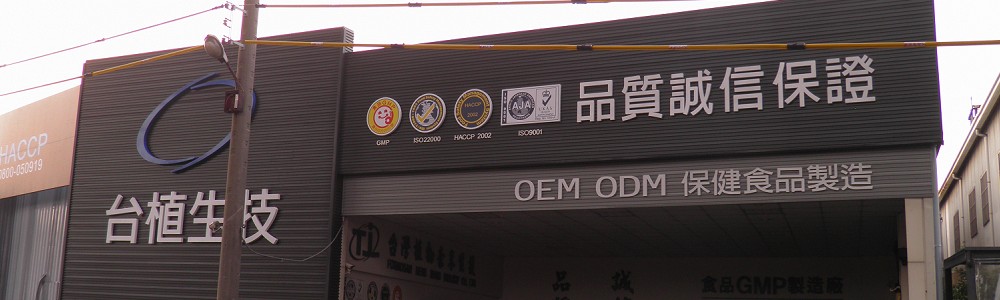 HACCP
0800-050919
台植生技
GMP
ISO22000
HACCP 2002
AJA
ISO9001
品質誠信保證
OEM ODM 保健食品製造
食品GMP製造廠